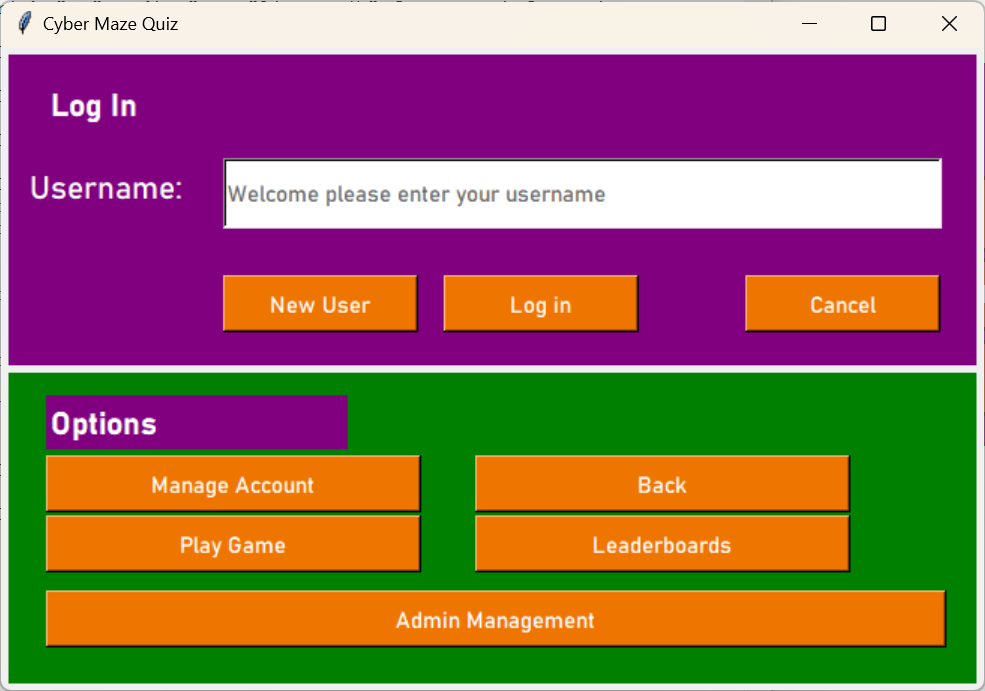 Cyber Maze Quiz
Log In
Username:
Welcome please enter your username
New User
Log in
Cancel
Options
Manage Account
Back
Play Game
Leaderboards
Admin Management